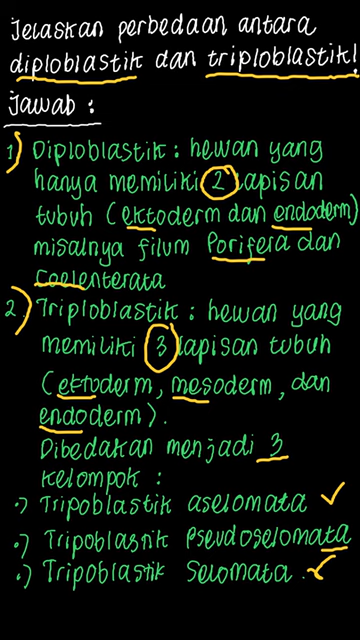 Jelaskan perbedaan antara
diploblastik dan triploblastik!
Jawab :
1) Diploblastik : hewan yang
hanya memiliki 2 lapisan
tubuh (ektoderm dan endoderm)
misalnya filum Porifera dan
Coelenterata
2) Triploblastik : hewan yang
memiliki 3 lapisan tubuh
(ektoderm, mesoderm, dan
endoderm).
Dibedakan menjadi 3
kelompok :
•) Tripoblastik aselomata ✓
•) Tripoblastik pseudoselomata
•) Tripoblastik selomata. ✓